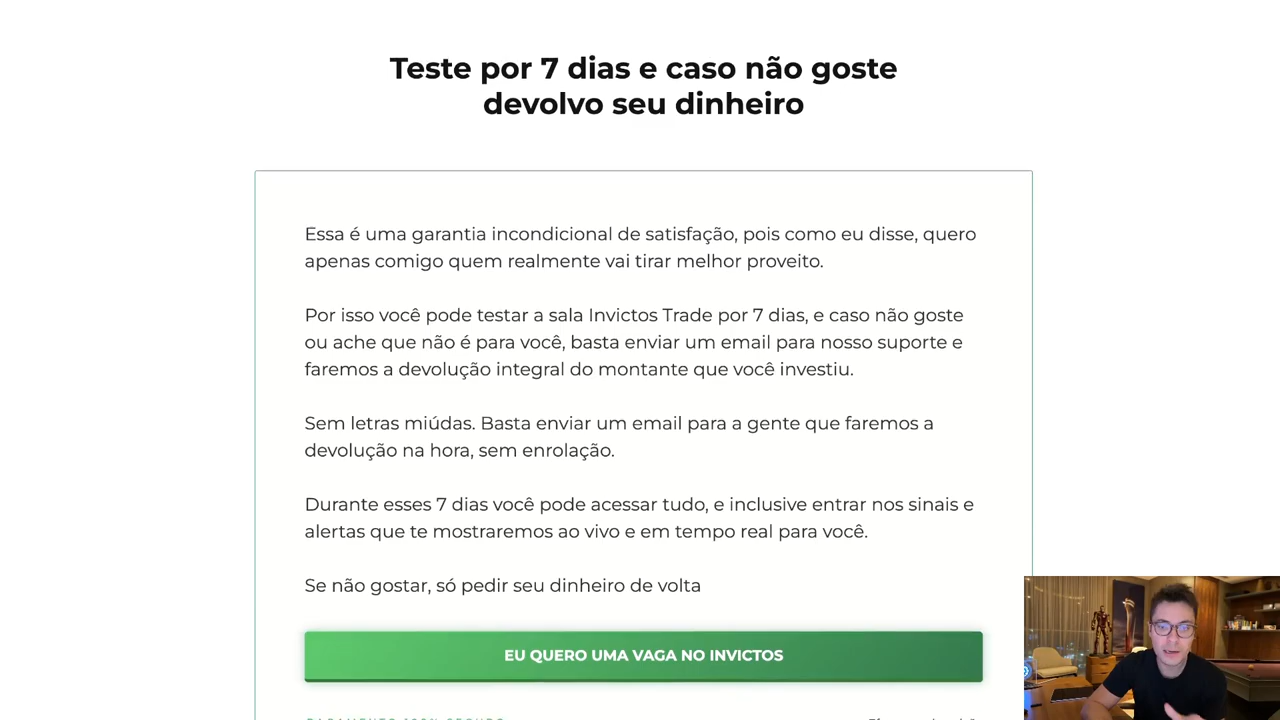 Teste por 7 dias e caso não goste
devolvo seu dinheiro
Essa é uma garantia incondicional de satisfação, pois como eu disse, quero
apenas comigo quem realmente vai tirar melhor proveito.
Por isso você pode testar a sala Invictos Trade por 7 dias, e caso não goste
ou ache que não é para você, basta enviar um email para nosso suporte e
faremos a devolução integral do montante que você investiu.
Sem letras miúdas. Basta enviar um email para a gente que faremos a
devolução na hora, sem enrolação.
Durante esses 7 dias você pode acessar tudo, e inclusive entrar nos sinais e
alertas que te mostraremos ao vivo e em tempo real para você.
Se não gostar, só pedir seu dinheiro de volta
EU QUERO UMA VAGA NO INVICTOS